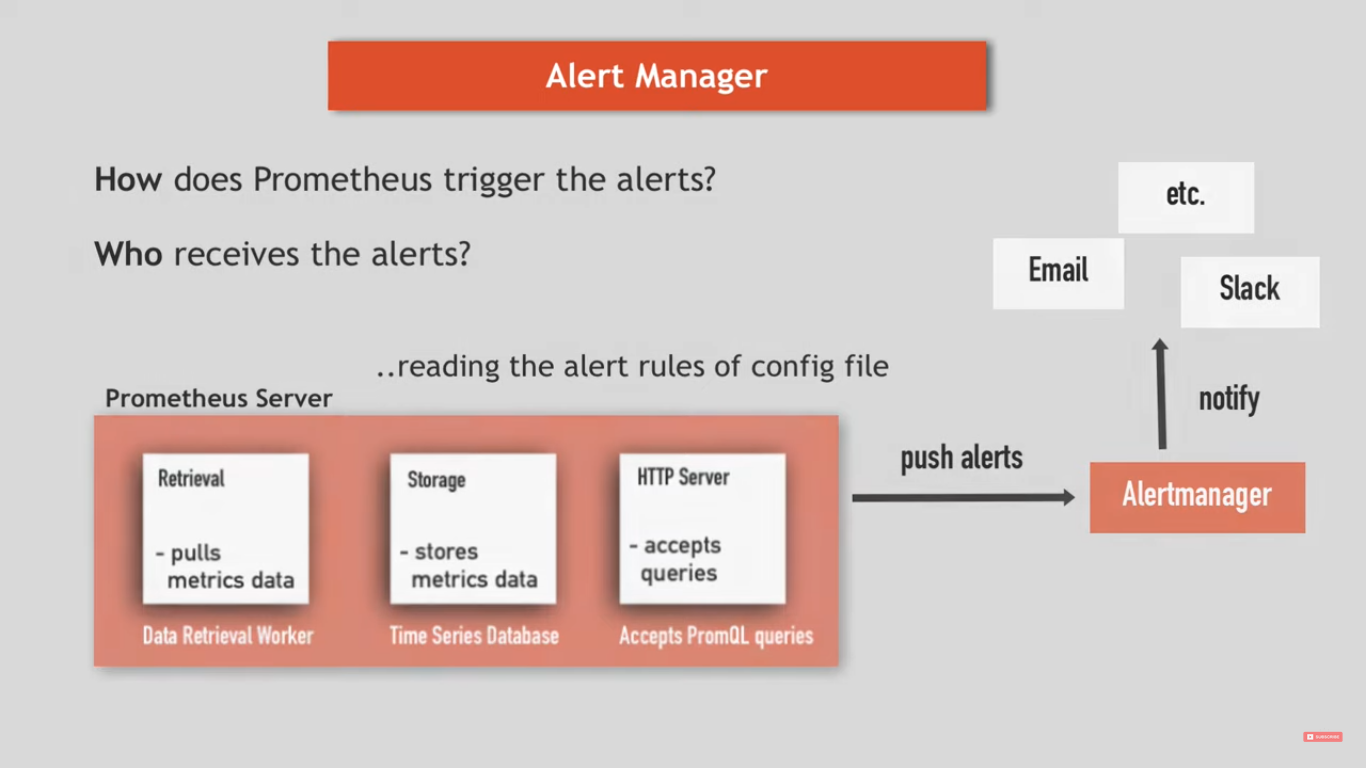 Alert Manager
How does Prometheus trigger the alerts?
Who receives the alerts?
etc.
Email
Slack
..reading the alert rules of config file
Prometheus Server
notify
push alerts
Alertmanager
Retrieval
- pulls
metrics data
Data Retrieval Worker
Storage
- stores
metrics data
Time Series Database
HTTP Server
- accepts
queries
Accepts PromQL queries
SUBSCRIBE